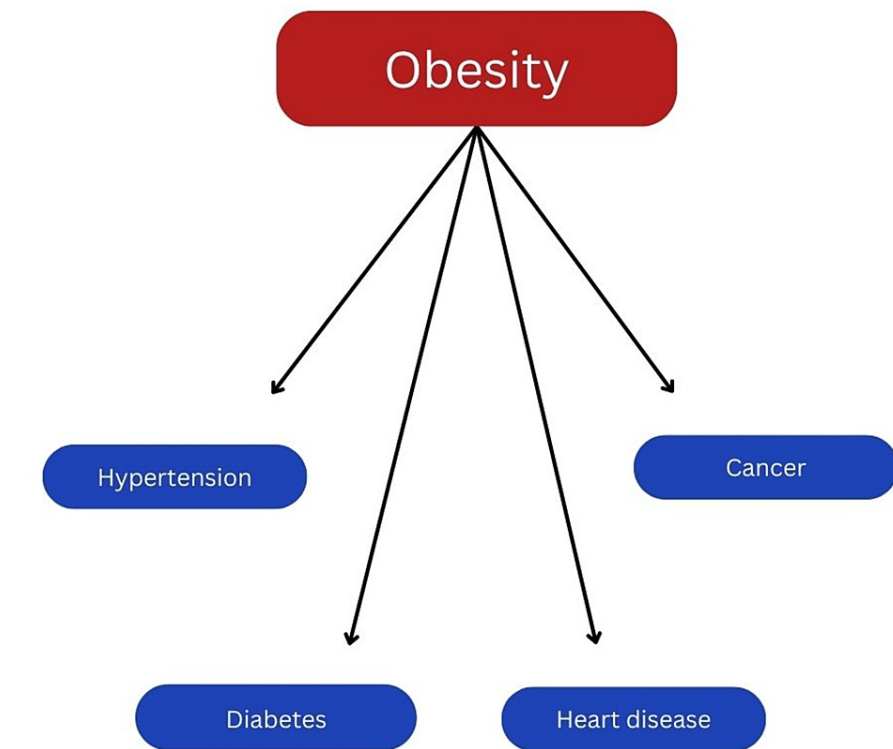 Obesity
Hypertension
Cancer
Diabetes
Heart disease